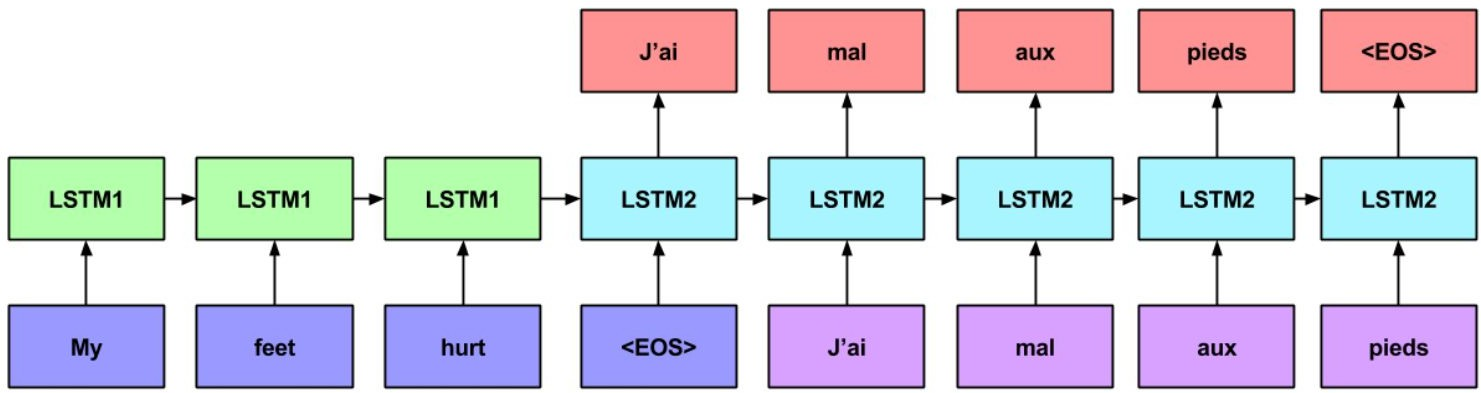 J’ai mal aux pieds <EOS>
LSTM1 LSTM1 LSTM1 LSTM2 LSTM2 LSTM2 LSTM2 LSTM2
My feet hurt <EOS> J’ai mal aux pieds